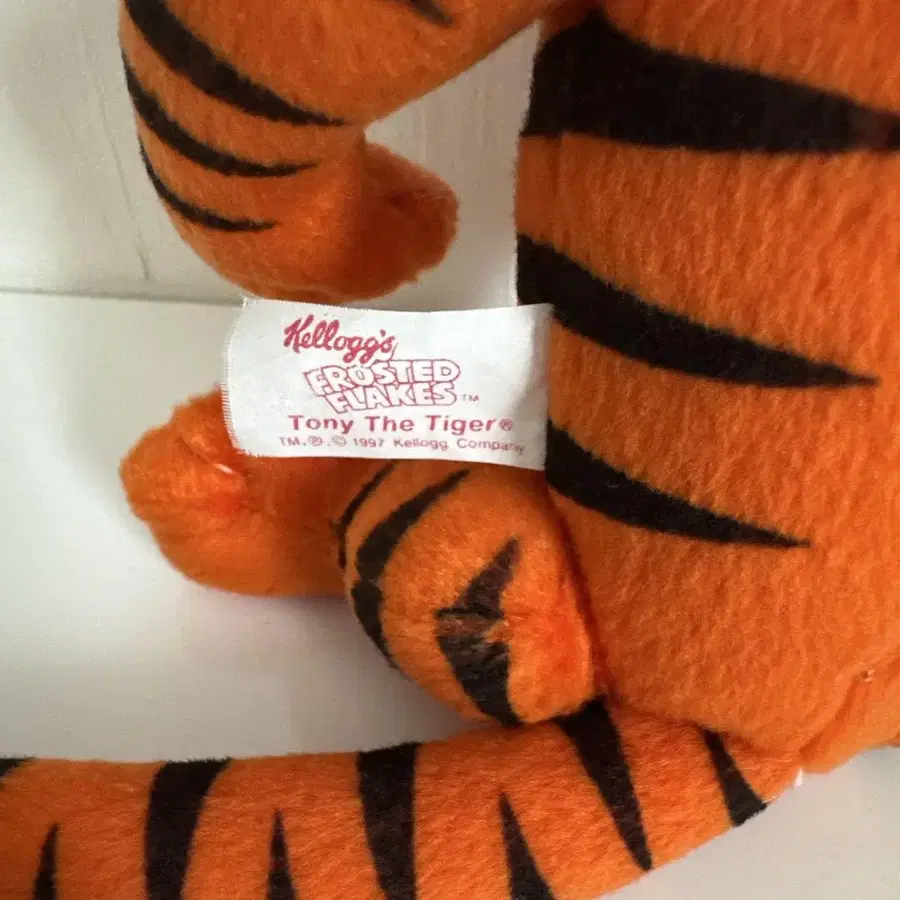 Kellogg's
FROSTED
FLAKES™
Tony The Tiger®
TM, ®, © 1997 Kellogg Company